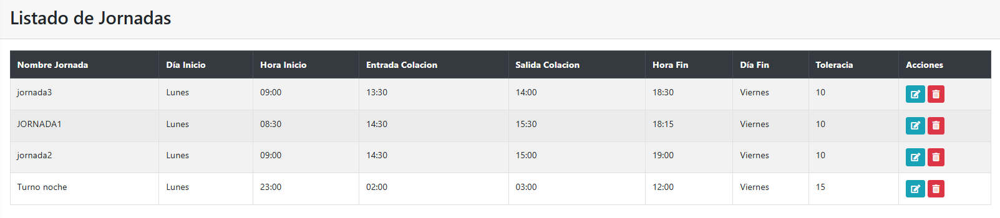 Listado de Jornadas
Nombre Jornada Día Inicio Hora Inicio Entrada Colacion Salida Colacion Hora Fin Día Fin Toleracia Acciones
jornada3 Lunes 09:00 13:30 14:00 18:30 Viernes 10
JORNADA1 Lunes 08:30 14:30 15:30 18:15 Viernes 10
jornada2 Lunes 09:00 14:30 15:00 19:00 Viernes 10
Turno noche Lunes 23:00 02:00 03:00 12:00 Viernes 15